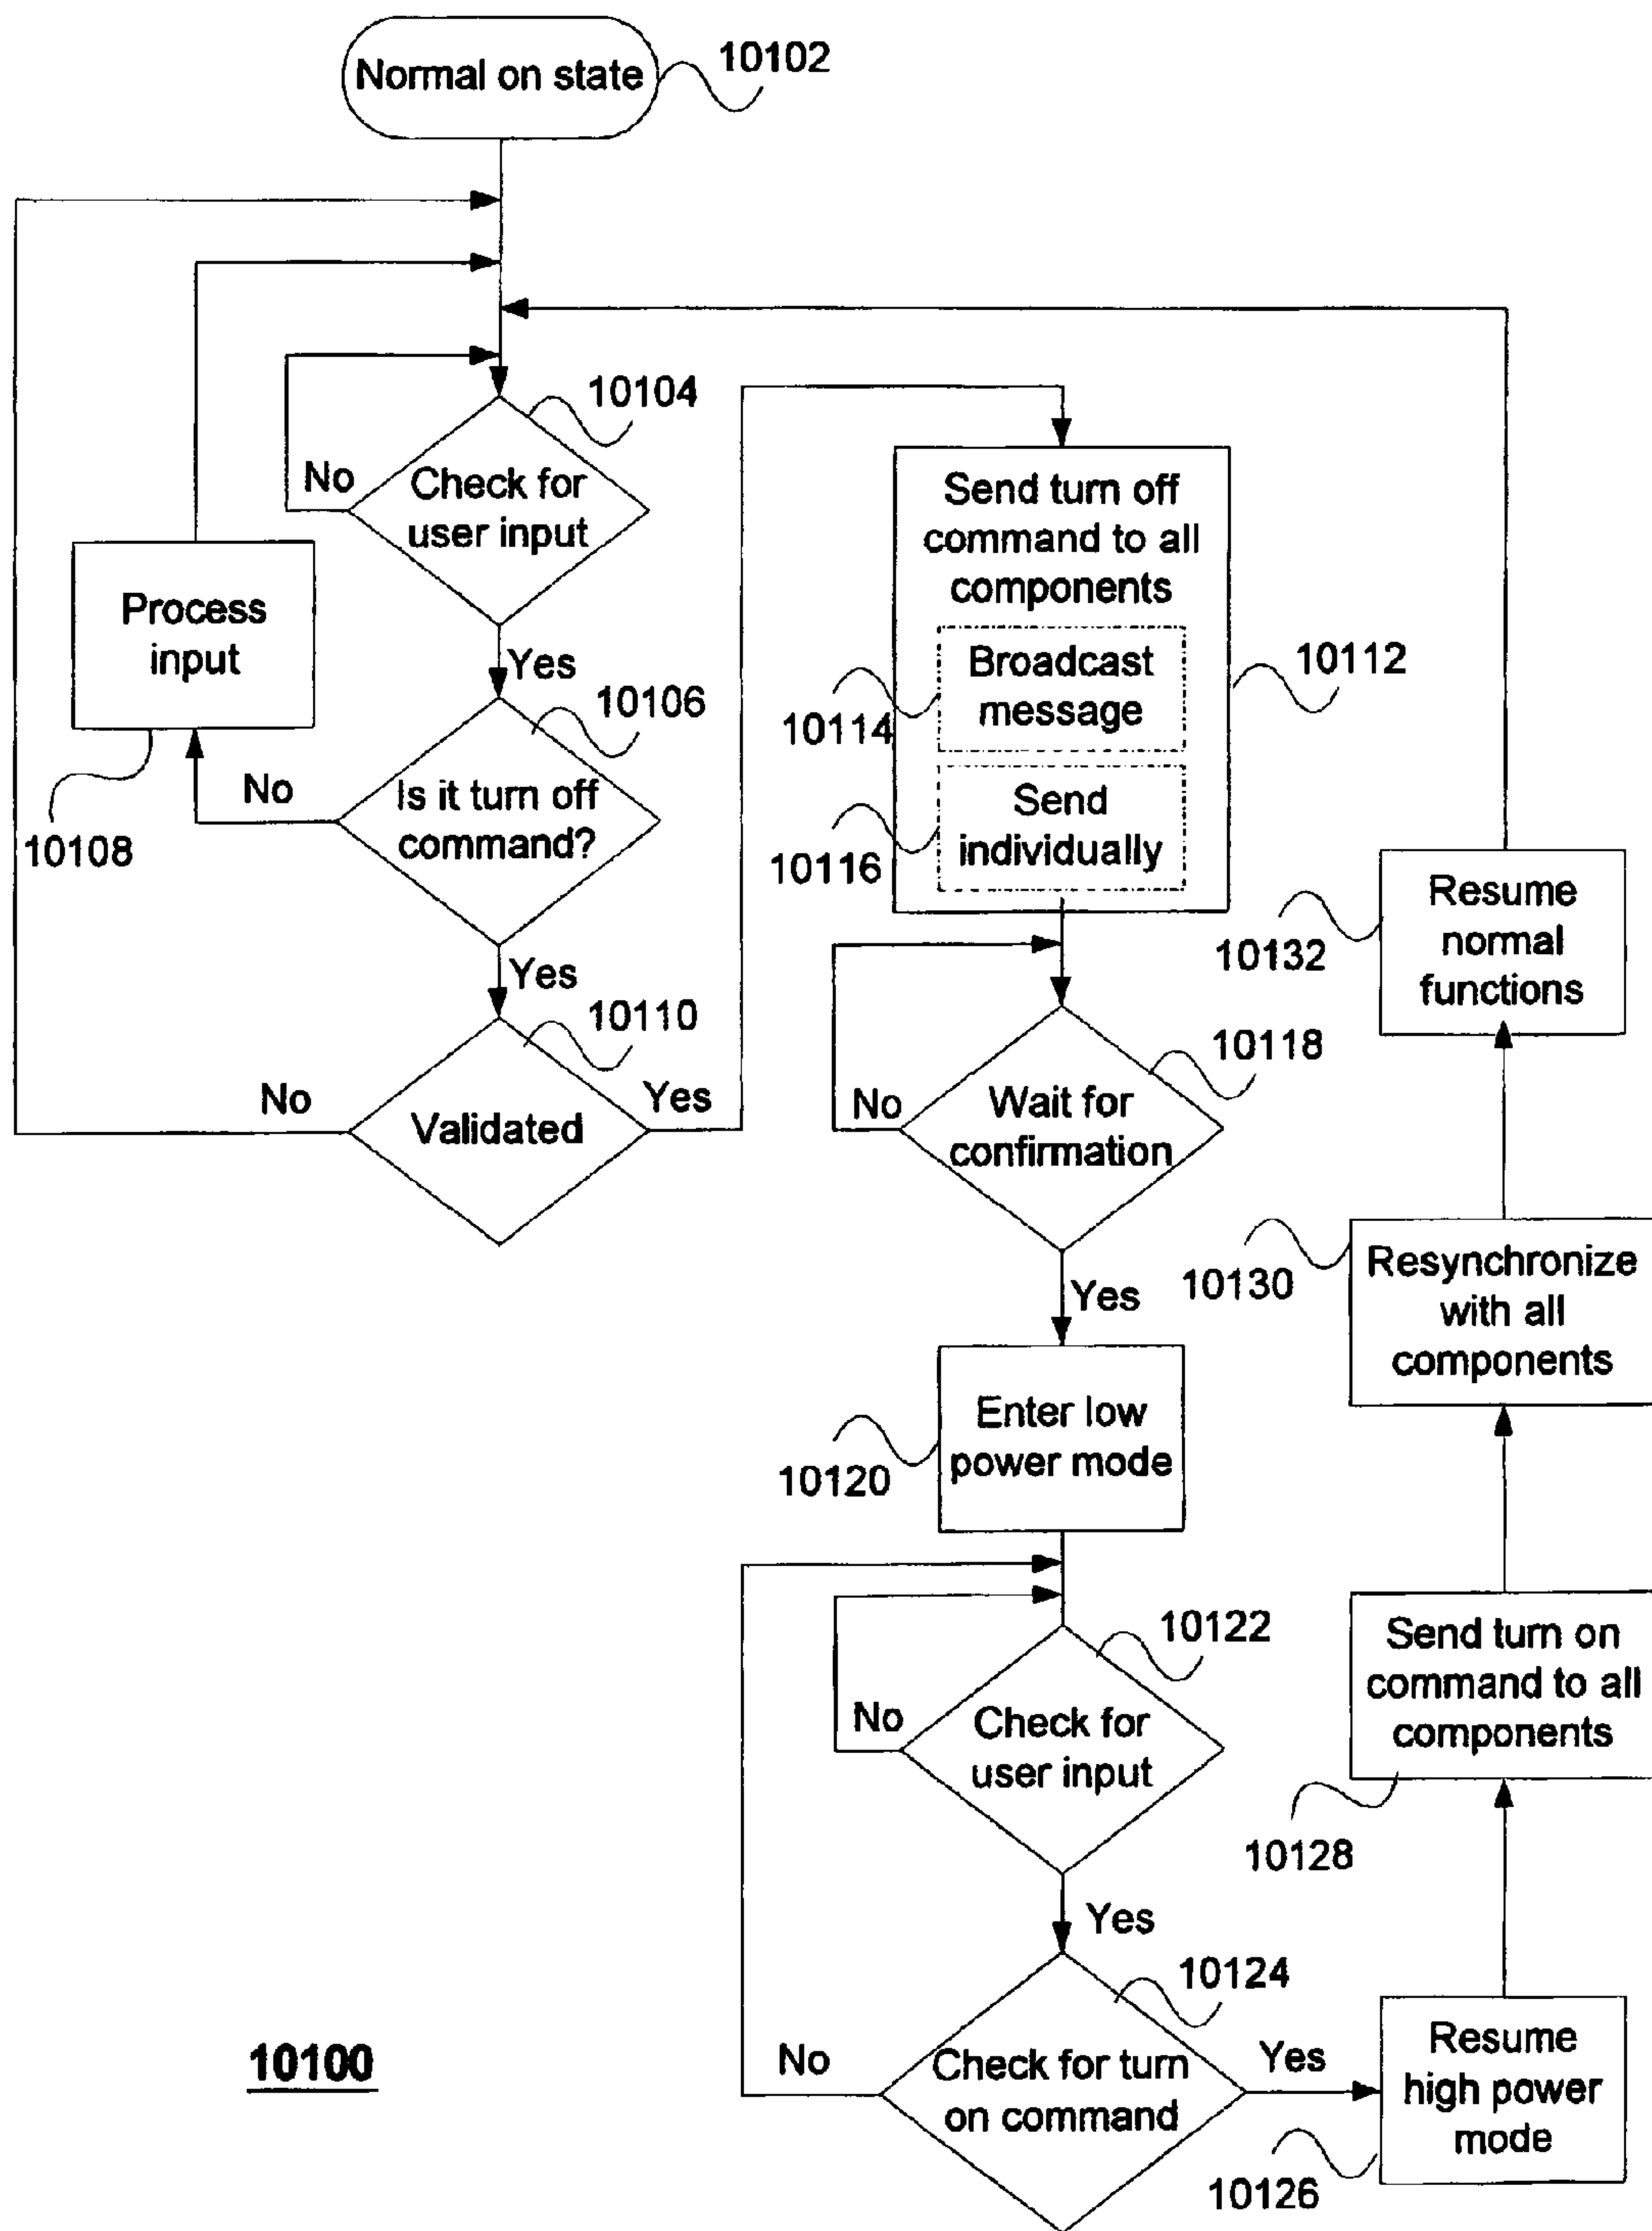 Normal on state
10102
10104
No
Check for
user input
Process
input
Yes
10106
10108
No
Is it turn off
command?
Yes
10110
No
Validated
Yes
Send turn off
command to all
components
Broadcast
message
10112
10114
Send
individually
10116
No
Wait for
confirmation
10118
Yes
Enter low
power mode
10120
10122
No
Check for
user input
Yes
10124
No
Check for turn
on command
Yes
Resume
high power
mode
10126
Send turn on
command to all
components
10128
Resynchronize
with all
components
10130
Resume
normal
functions
10132
10100